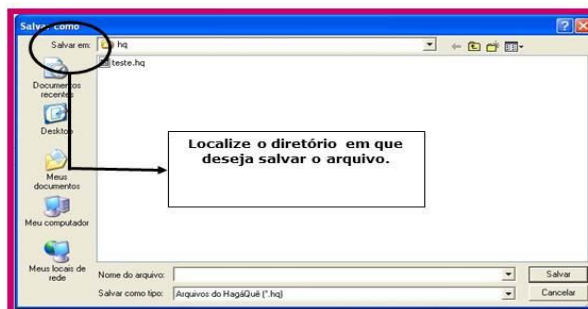 Salvar como
Salvar em:
hq
teste.hq
Documentos
recentes
Desktop
Localize o diretório em que
deseja salvar o arquivo.
Meus
documentos
Meu computador
Meus locais de
rede
Nome do arquivo:
Salvar
Salvar como tipo:
Arquivos do HagáQuê (*.hq)
Cancelar